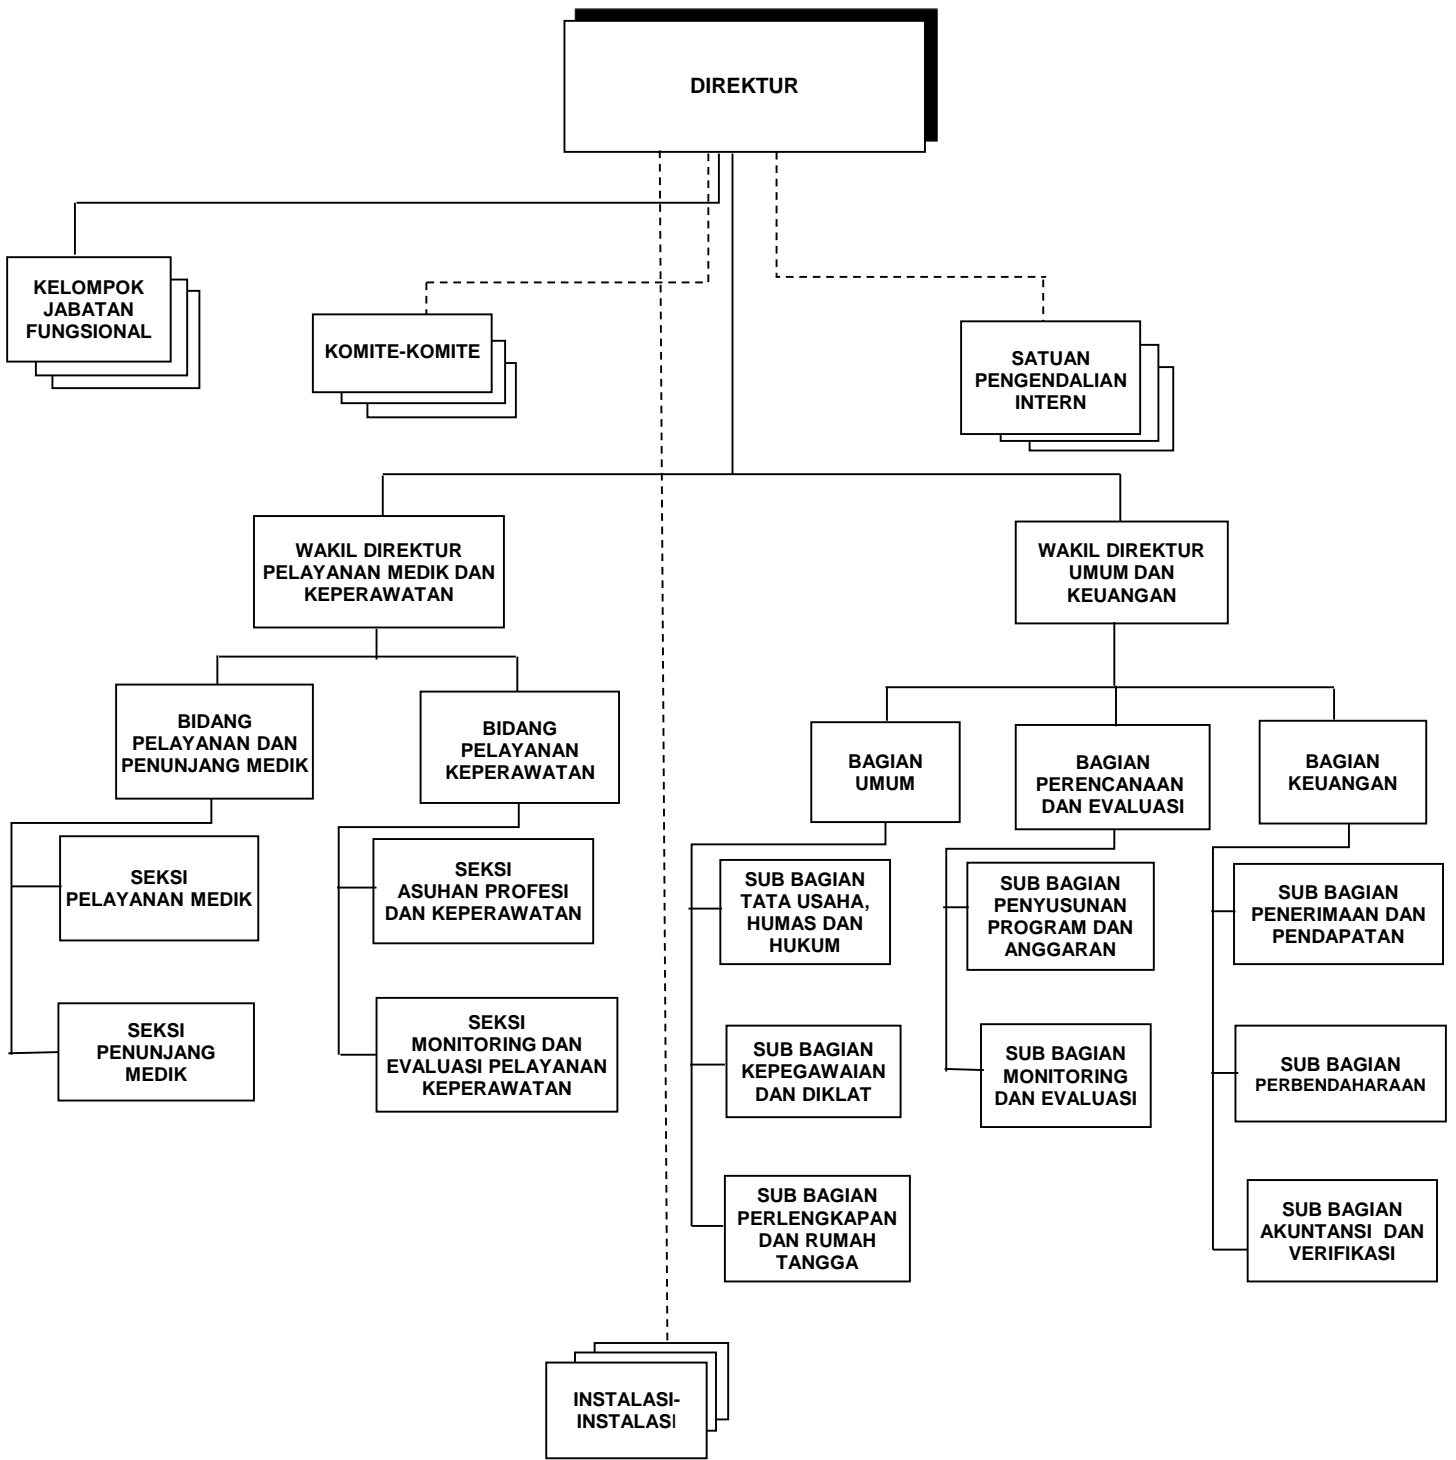 DIREKTUR
KELOMPOK
JABATAN
FUNGSIONAL
KOMITE-KOMITE
SATUAN
PENGENDALIAN
INTERN
WAKIL DIREKTUR
PELAYANAN MEDIK DAN
KEPERAWATAN
WAKIL DIREKTUR
UMUM DAN
KEUANGAN
BIDANG
PELAYANAN DAN
PENUNJANG MEDIK
BIDANG
PELAYANAN
KEPERAWATAN
BAGIAN
UMUM
BAGIAN
PERENCANAAN
DAN EVALUASI
BAGIAN
KEUANGAN
SEKSI
PELAYANAN MEDIK
SEKSI
ASUHAN PROFESI
DAN KEPERAWATAN
SUB BAGIAN
TATA USAHA,
HUMAS DAN
HUKUM
SUB BAGIAN
PENYUSUNAN
PROGRAM DAN
ANGGARAN
SUB BAGIAN
PENERIMAAN DAN
PENDAPATAN
SEKSI
PENUNJANG
MEDIK
SEKSI
MONITORING DAN
EVALUASI PELAYANAN
KEPERAWATAN
SUB BAGIAN
KEPEGAWAIAN
DAN DIKLAT
SUB BAGIAN
MONITORING
DAN EVALUASI
SUB BAGIAN
PERBENDAHARAAN
SUB BAGIAN
PERLENGKAPAN
DAN RUMAH
TANGGA
SUB BAGIAN
AKUNTANSI  DAN
VERIFIKASI
INSTALASI-
INSTALASI